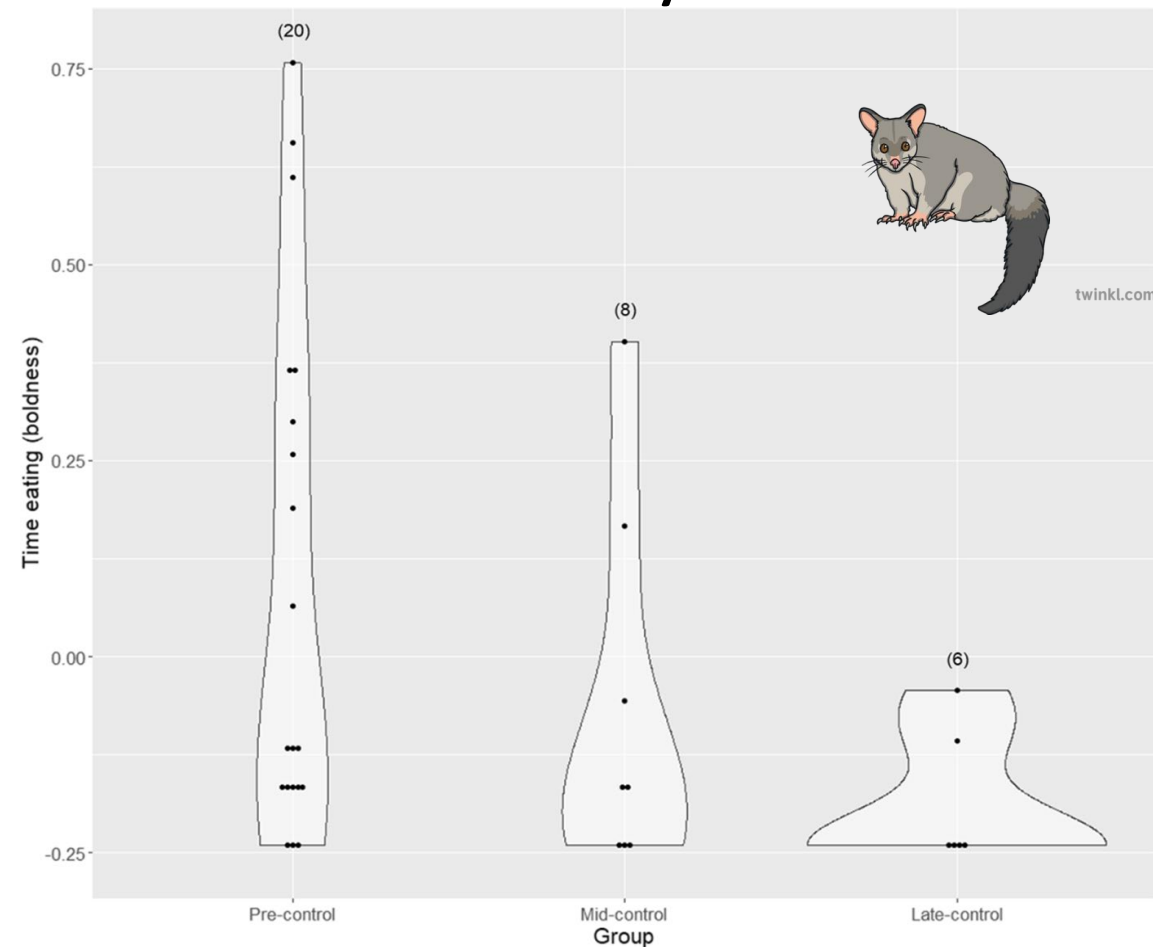 (20)
0.75
0.50
(8)
twinkl.com
Time eating (boldness)
0.25
0.00
(6)
-0.25
Pre-control
Mid-control
Late-control
Group